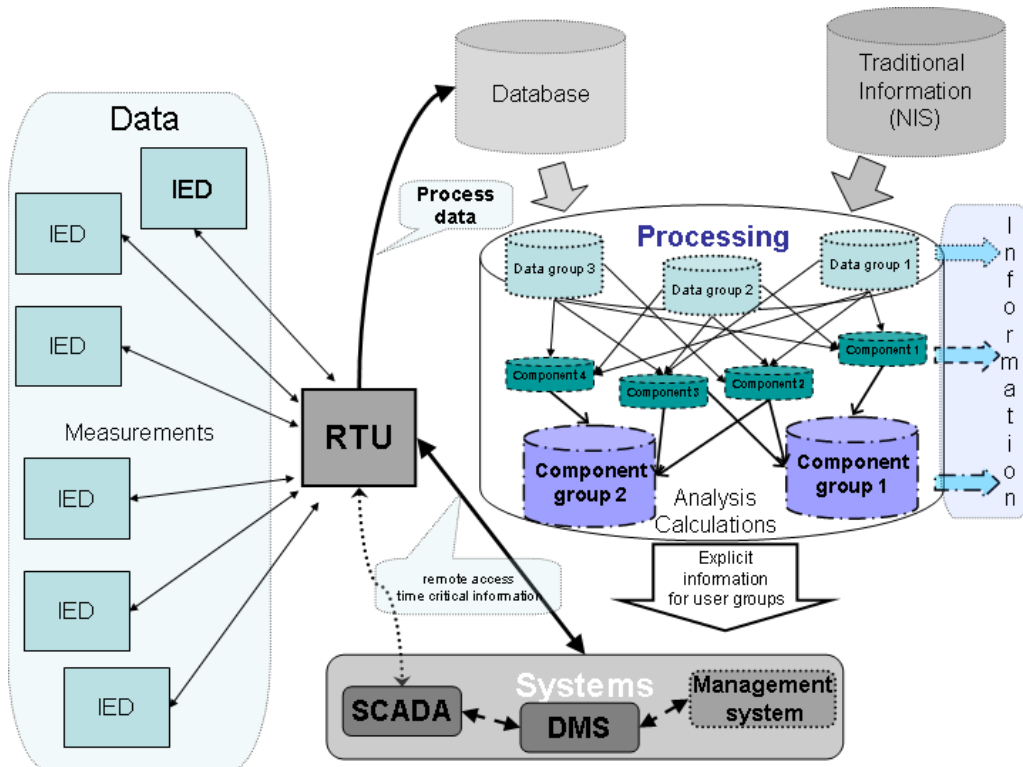 Data
IED
IED
IED
Measurements
IED
IED
IED
RTU
Process
data
Database
Traditional
Information
(NIS)
Processing
Data group 3
Data group 2
Data group 1
Component 4
Component 3
Component 2
Component 1
Component
group 2
Component
group 1
Analysis
Calculations
Information
Explicit
information
for user groups
remote access
time critical information
Systems
SCADA
DMS
Management
system